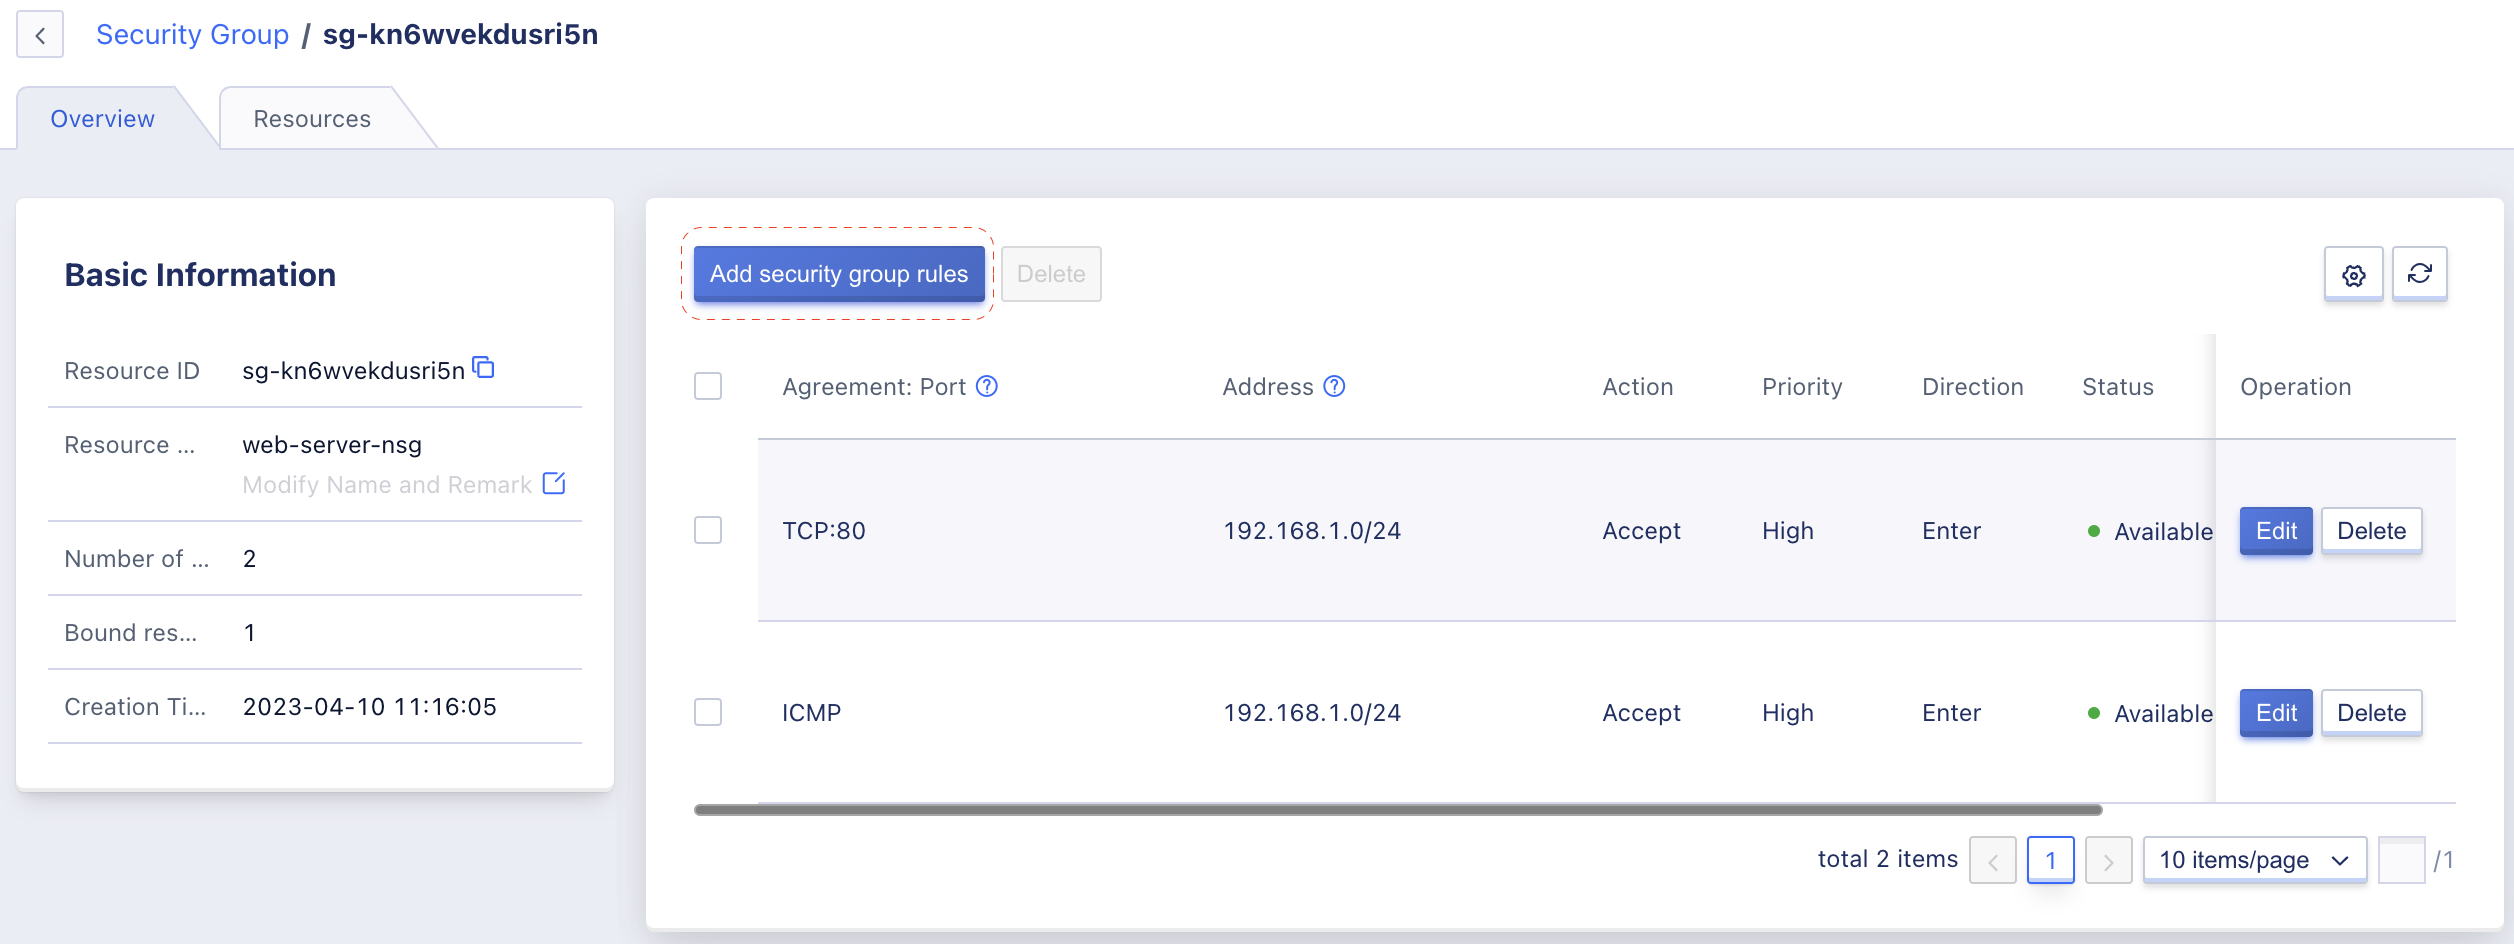 Security Group / sg-kn6wvekdusri5n
Overview
Resources
Basic Information
Resource ID sg-kn6wvekdusri5n
Resource ... web-server-nsg
Modify Name and Remark
Number of ... 2
Bound res... 1
Creation Ti... 2023-04-10 11:16:05
Add security group rules Delete
Agreement: Port Address Action Priority Direction Status Operation
TCP:80 192.168.1.0/24 Accept High Enter Available Edit Delete
ICMP 192.168.1.0/24 Accept High Enter Available Edit Delete
total 2 items 1 10 items/page /1